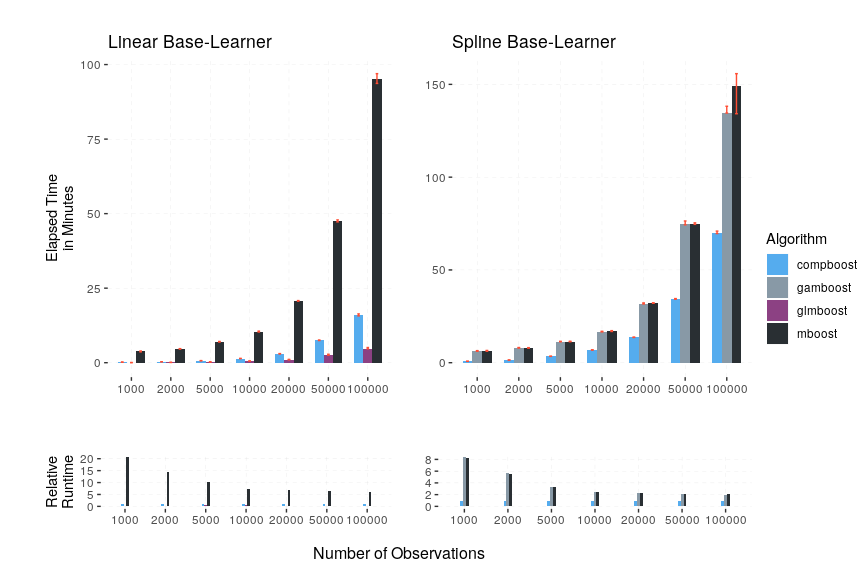 Linear Base-Learner
Spline Base-Learner
Elapsed Time
in Minutes
100
75
50
25
0
150
100
50
0
1000 2000 5000 10000 20000 50000 100000
1000 2000 5000 10000 20000 50000 100000
Algorithm
compboost
gamboost
glmboost
mboost
Relative
Runtime
20
15
10
5
0
8
6
4
2
0
1000 2000 5000 10000 20000 50000 100000
1000 2000 5000 10000 20000 50000 100000
Number of Observations